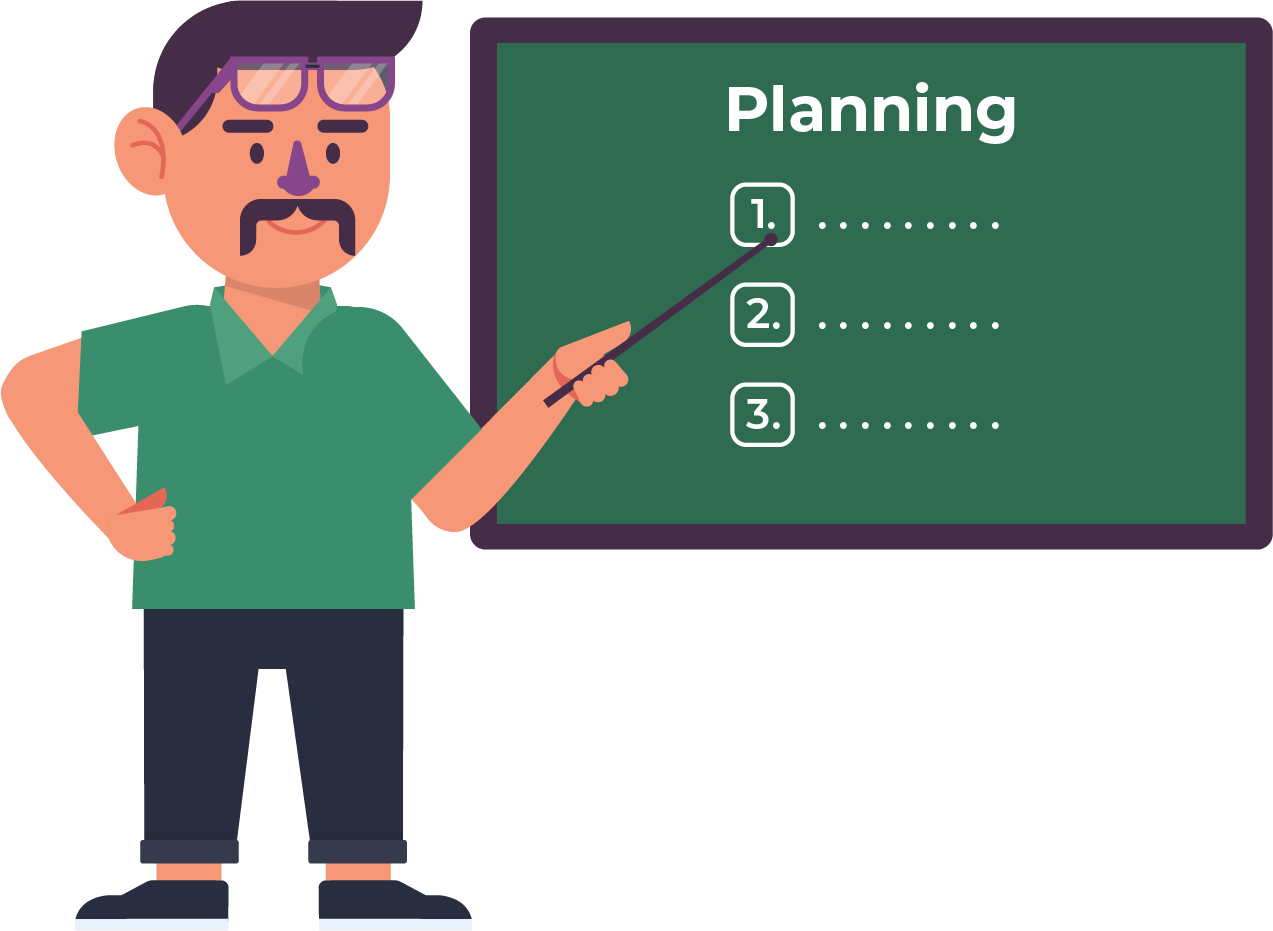 Planning
1. . . . . . . . . .
2. . . . . . . . . .
3. . . . . . . . . .